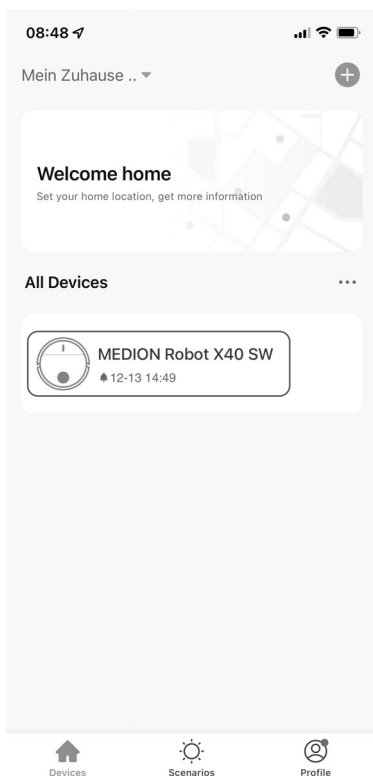 08:48
Mein Zuhause ..
Welcome home
Set your home location, get more information
All Devices
MEDION Robot X40 SW
12-13 14:49
Devices
Scenarios
Profile